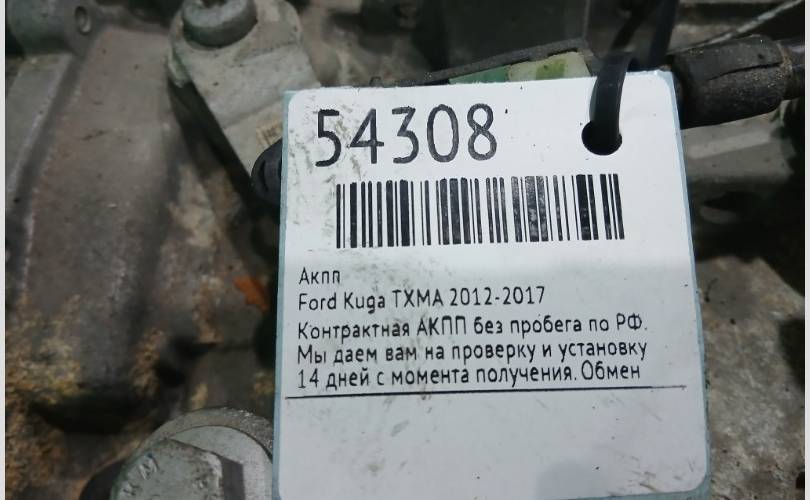 54308
Акпп
Ford Kuga TXMA 2012-2017
Контрактная АКПП без пробега по РФ.
Мы даем вам на проверку и установку
14 дней с момента получения. Обмен